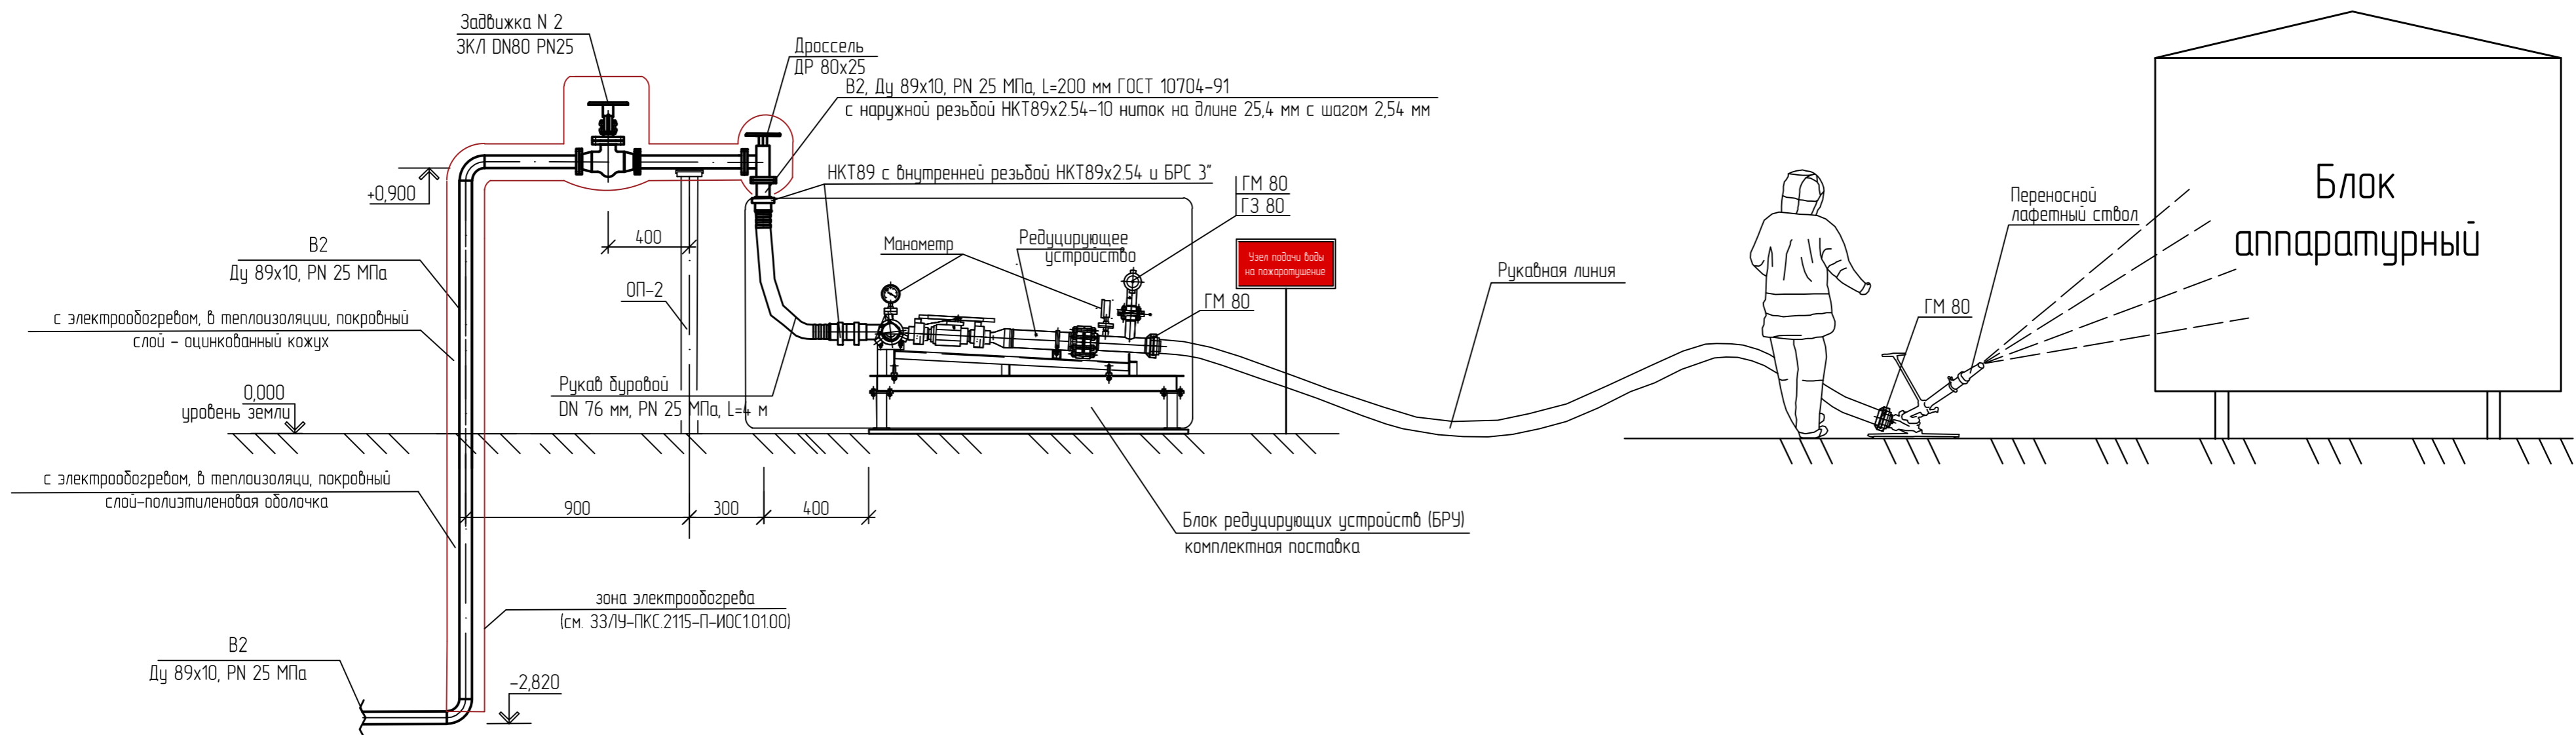 Задвижка N 2
ЗКЛ DN80 PN25
Дроссель
ДР 80х25
В2, Ду 89х10, PN 25 МПа, L=200 мм ГОСТ 10704-91
с наружной резьбой НКТ89х2.54-10 ниток на длине 25,4 мм с шагом 2,54 мм
НКТ89 с внутренней резьбой НКТ89х2.54 и БРС 3"
+0,900
ГМ 80
ГЗ 80
Переносной
лафетный ствол
Блок
аппаратурный
400
Манометр
Редуцирующее
устройство
Узел подачи воды
на пожаротушение
Рукавная линия
В2
Ду 89х10, PN 25 МПа
ОП-2
ГМ 80
ГМ 80
с электрообогревом, в теплоизоляции, покровный
слой - оцинкованный кожух
Рукав буровой
DN 76 мм, PN 25 МПа, L=4 м
0,000
уровень земли
с электрообогревом, в теплоизоляци, покровный
слой-полиэтиленовая оболочка
900
300
400
Блок редуцирующих устройств (БРУ)
комплектная поставка
зона электрообогрева
(см. 33ЛУ-ПКС.2115-П-ИОС1.01.00)
В2
Ду 89х10, PN 25 МПа
-2,820